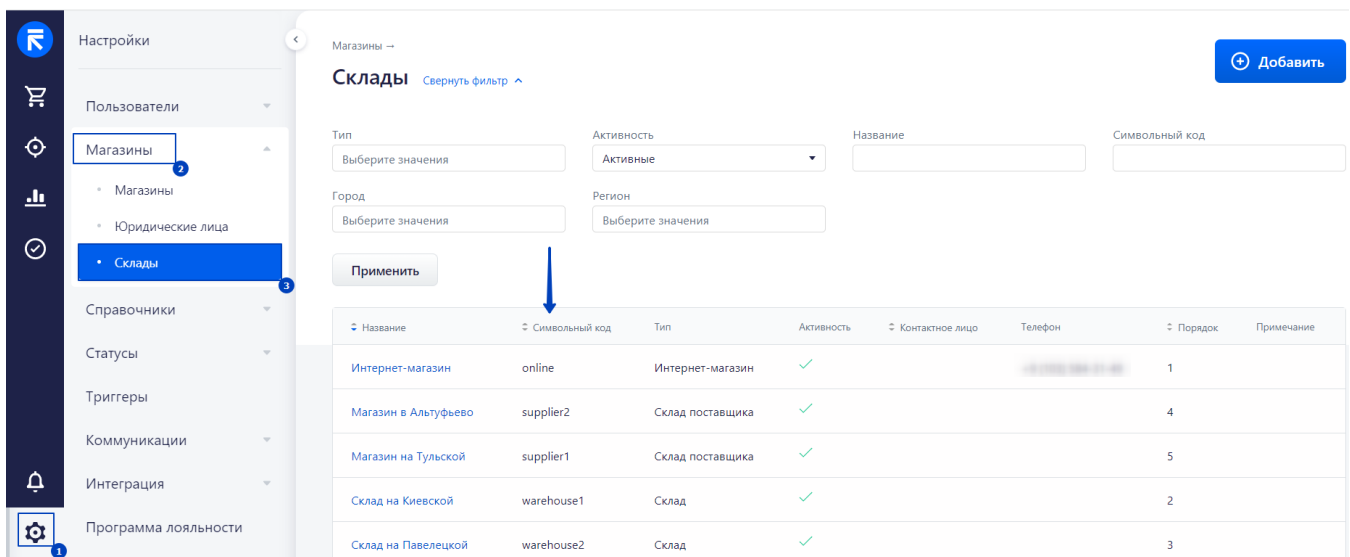 Настройки
Пользователи
Магазины
2
Магазины
Юридические лица
Склады
3
Справочники
Статусы
Триггеры
Коммуникации
Интеграция
Программа лояльности
1
Магазины →
Склады Свернуть фильтр
Добавить
Тип Активность Название Символьный код
Выберите значения Активные
Город Регион
Выберите значения Выберите значения
Применить
Название Символьный код Тип Активность Контактное лицо Телефон Порядок Примечание
Интернет-магазин online Интернет-магазин 1
Магазин в Альтуфьево supplier2 Склад поставщика 4
Магазин на Тульской supplier1 Склад поставщика 5
Склад на Киевской warehouse1 Склад 2
Склад на Павелецкой warehouse2 Склад 3